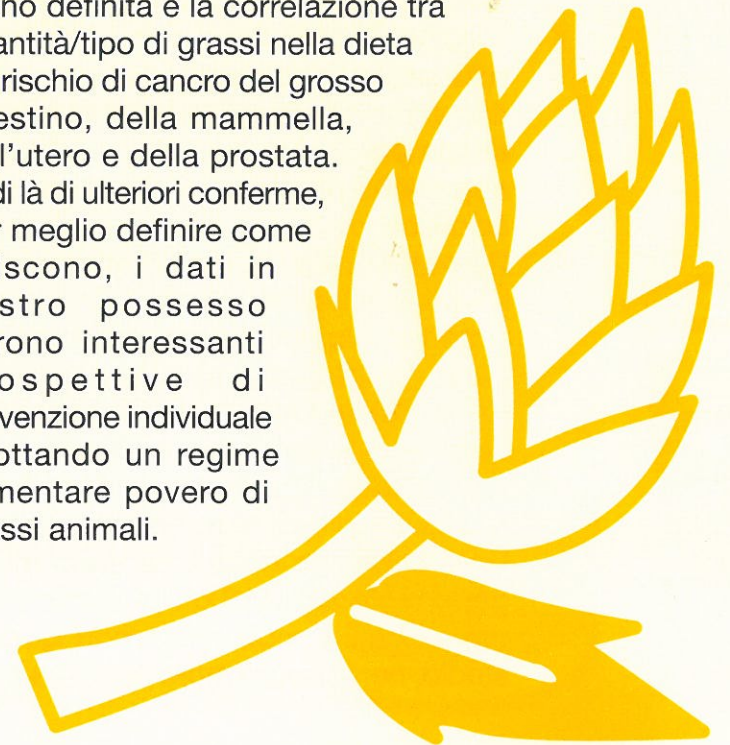 no definita è la correlazione tra
antità/tipo di grassi nella dieta
rischio di cancro del grosso
estino, della mammella,
l'utero e della prostata.
di là di ulteriori conferme,
r meglio definire come
iscono, i dati in
stro possesso
rono interessanti
ospettive di
venzione individuale
ottando un regime
mentare povero di
ssi animali.